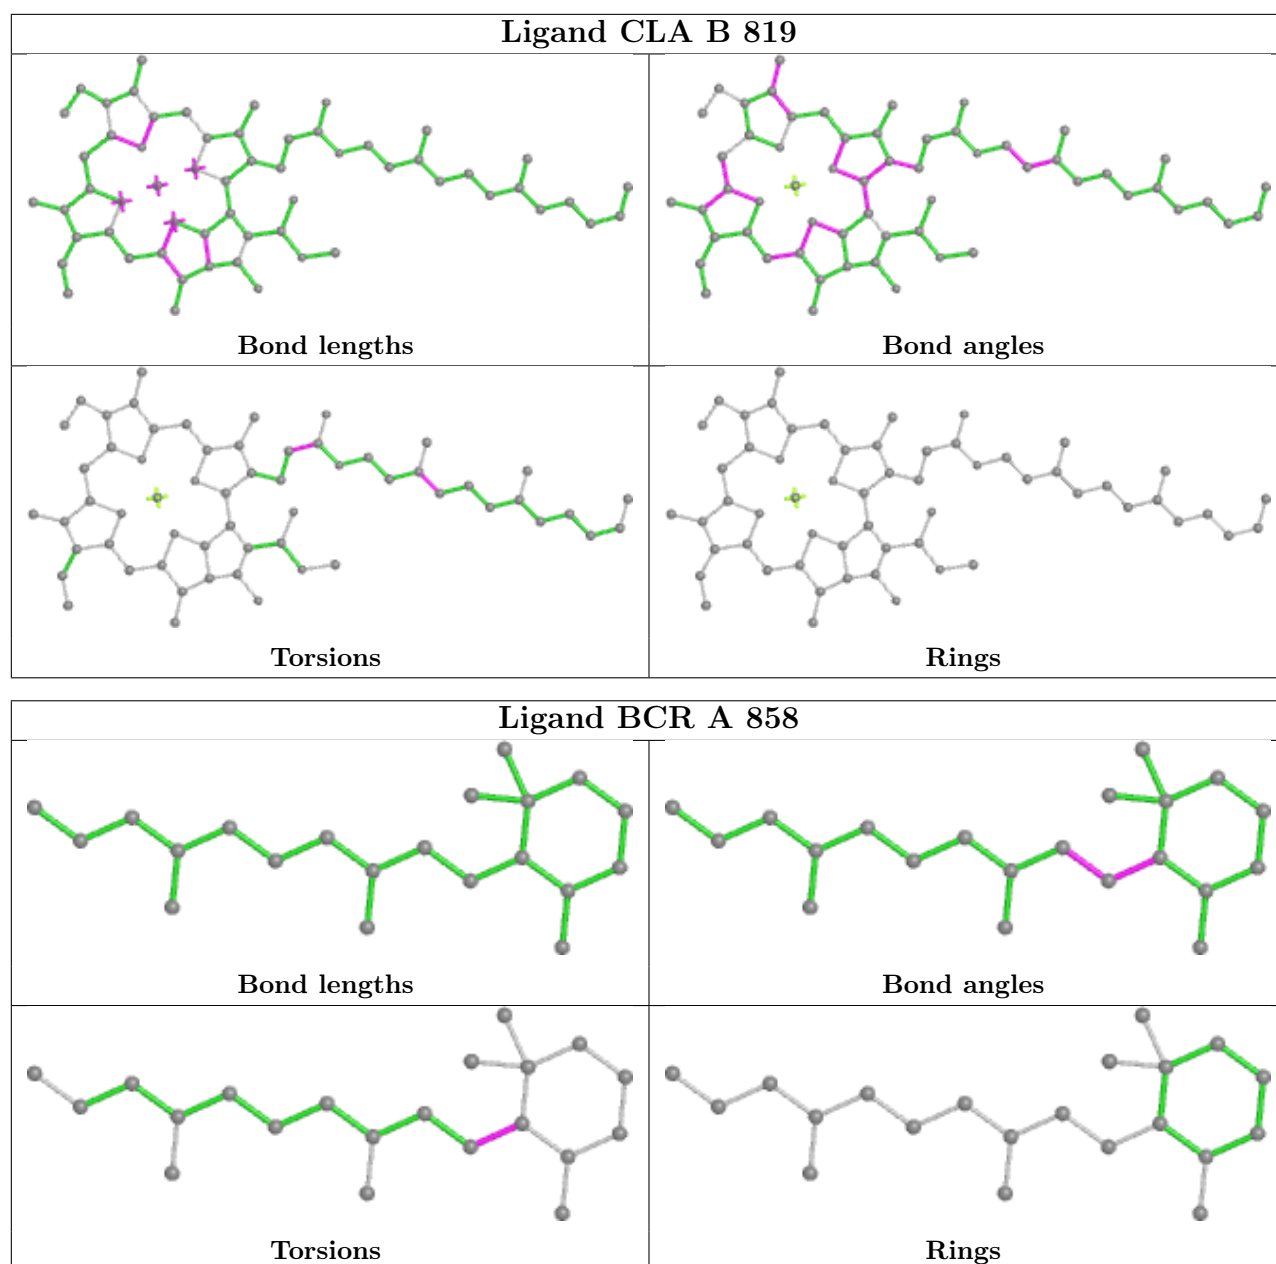 Ligand CLA B 819
Bond lengths
Bond angles
Torsions
Rings
Ligand BCR A 858
Bond lengths
Bond angles
Torsions
Rings